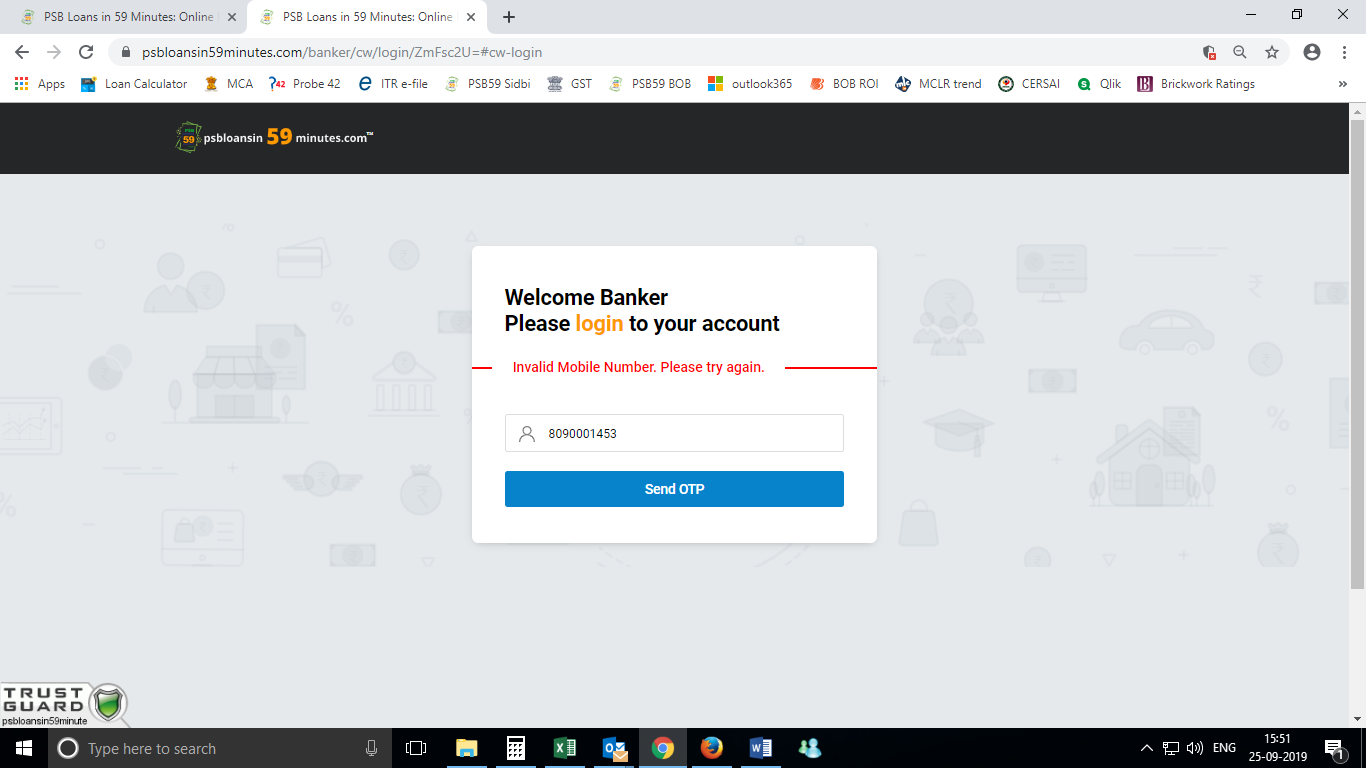 PSB Loans in 59 Minutes: Online
PSB Loans in 59 Minutes: Online
psbloansin59minutes.com/banker/cw/login/ZmFsc2U=#cw-login
Apps
Loan Calculator
MCA
Probe 42
ITR e-file
PSB59 Sidbi
GST
PSB59 BOB
outlook365
BOB ROI
MCLR trend
CERSAI
Qlik
Brickwork Ratings
psbloansin 59 minutes.com™
Welcome Banker
Please login to your account
Invalid Mobile Number. Please try again.
8090001453
Send OTP
TRUST
GUARD
psbloansin59minute
Type here to search
ENG
15:51
25-09-2019
1